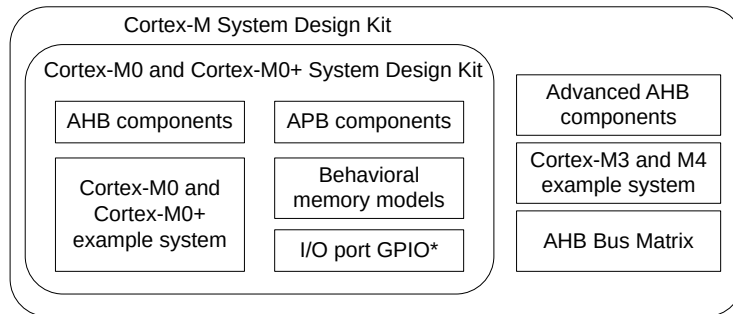 Cortex-M System Design Kit
Cortex-M0 and Cortex-M0+ System Design Kit
AHB components
APB components
Cortex-M0 and
Cortex-M0+
example system
Behavioral
memory models
I/O port GPIO*
Advanced AHB
components
Cortex-M3 and M4
example system
AHB Bus Matrix